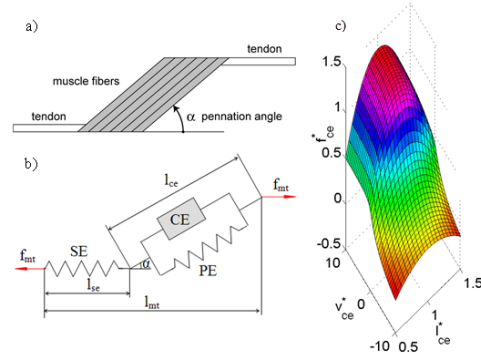 a)
tendon
muscle fibers
tendon
α pennation angle
b)
l_ce
f_mt
CE
SE
f_mt
α
PE
l_se
l_mt
c)
1.5
1
0.5
0
-0.5
f*_ce
10
0
-10
v*_ce
0.5
1
1.5
l*_ce